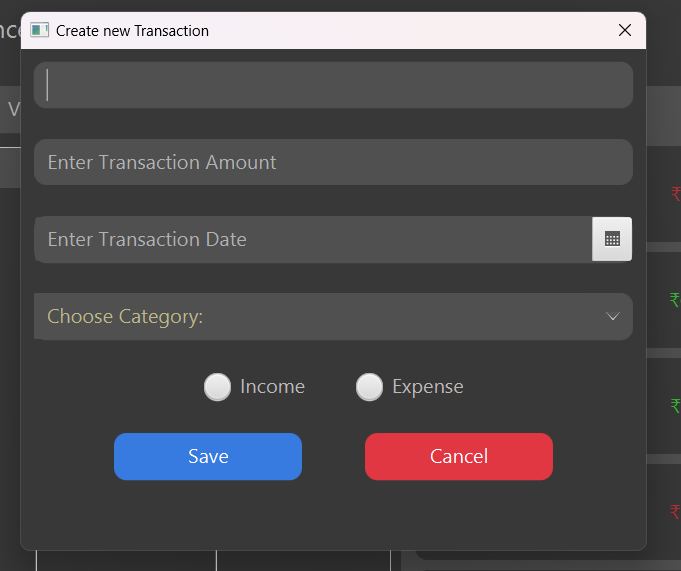 Create new Transaction
Enter Transaction Amount
Enter Transaction Date
Choose Category:
Income
Expense
Save
Cancel
₹
₹
₹
₹